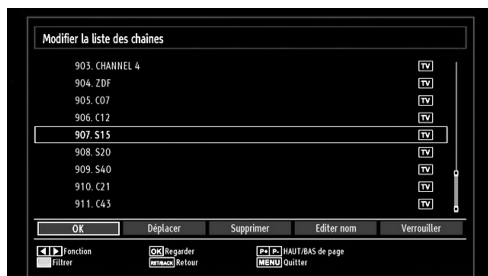 Modifier la liste des chaines
903. CHANNEL 4 TV
904. ZDF TV
905. C07 TV
906. C12 TV
907. S15 TV
908. S20 TV
909. S40 TV
910. C21 TV
911. C43 TV
OK Déplacer Supprimer Editer nom Verrouiller
Fonction OK Regarder P+ P- HAUT/BAS de page
Filtrer RET/BACK Retour MENU Quitter